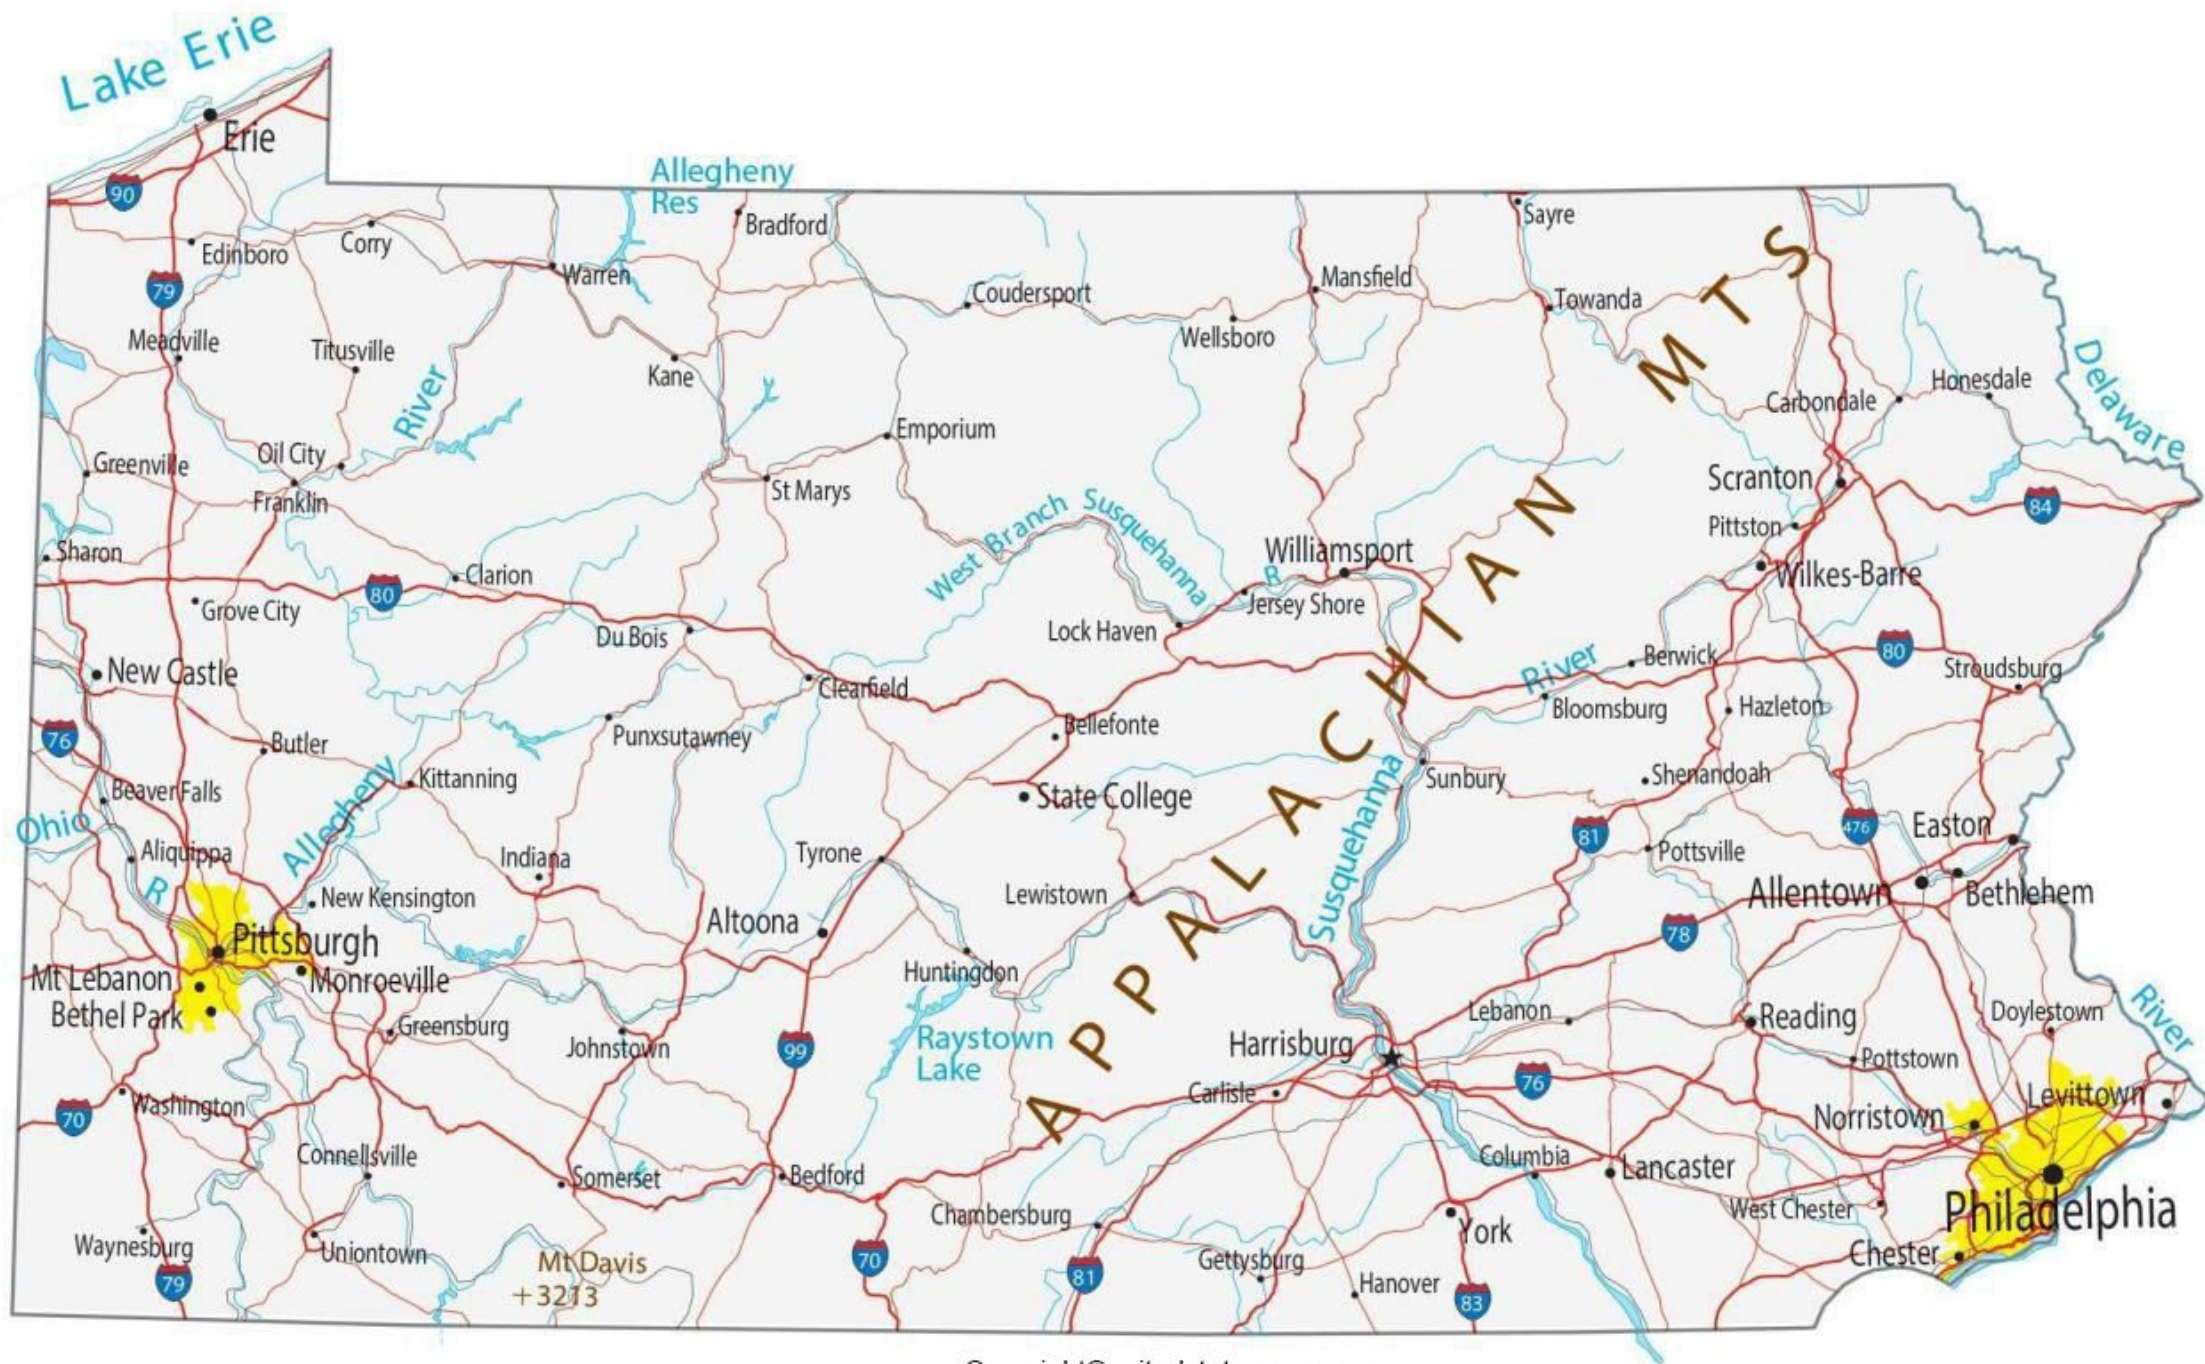 Lake Erie
Erie
90
Allegheny
Res
Bradford
Sayre
Corry
Edinboro
Warren
79
Coudersport
Mansfield
Towanda
Wellsboro
Meadville
Titusville
Kane
River
Carbondale
Honesdale
Delaware
Emporium
Oil City
Greenville
Franklin
St Marys
Scranton
84
Pittston
West Branch Susquehanna
R
Williamsport
Sharon
Clarion
80
Wilkes-Barre
Grove City
Jersey Shore
Du Bois
Lock Haven
River
Berwick
80
Stroudsburg
New Castle
Clearfield
Bloomsburg
Hazleton
76
Butler
Punxsutawney
Bellefonte
Kittanning
Sunbury
Shenandoah
Beaver Falls
State College
Ohio
R
Allegheny
Susquehanna
81
476
Easton
Aliquippa
Indiana
Tyrone
Pottsville
New Kensington
Lewistown
Allentown
Bethlehem
Altoona
78
Pittsburgh
Huntingdon
Mt Lebanon
Monroeville
Bethel Park
Greensburg
Johnstown
99
Raystown
Lake
Harrisburg
Lebanon
Reading
Doylestown
River
Pottstown
APPALACHIAN MTS
70
Washington
Carlisle
76
Levittown
Norristown
Connellsville
Somerset
Bedford
Columbia
Lancaster
West Chester
Philadelphia
Chambersburg
York
Waynesburg
Uniontown
79
Mt Davis
+3213
70
81
Gettysburg
Hanover
83
Chester